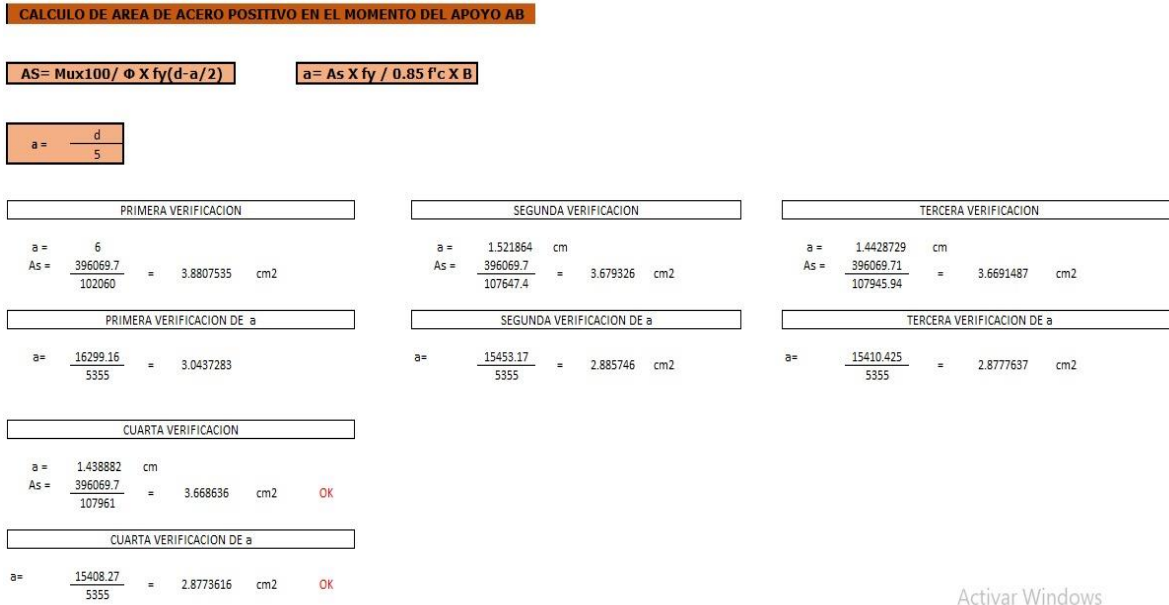 CALCULO DE AREA DE ACERO POSITIVO EN EL MOMENTO DEL APOYO AB
AS= Mux100/ Φ X fy(d-a/2)
a= As X fy / 0.85 f'c X B
a = d
5
PRIMERA VERIFICACION
a = 6
As = 396069.7 = 3.8807535 cm2
102060
PRIMERA VERIFICACION DE a
a= 16299.16 = 3.0437283
5355
SEGUNDA VERIFICACION
a = 1.521864 cm
As = 396069.7 = 3.679326 cm2
107647.4
SEGUNDA VERIFICACION DE a
a= 15453.17 = 2.885746 cm2
5355
TERCERA VERIFICACION
a = 1.4428729 cm
As = 396069.71 = 3.6691487 cm2
107945.94
TERCERA VERIFICACION DE a
a= 15410.425 = 2.8777637 cm2
5355
CUARTA VERIFICACION
a = 1.438882 cm
As = 396069.7 = 3.668636 cm2 OK
107961
CUARTA VERIFICACION DE a
a= 15408.27 = 2.8773616 cm2 OK
5355
Activar Windows